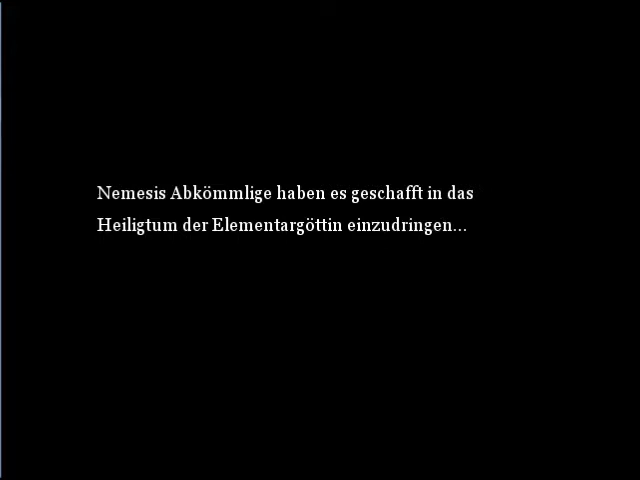 Nemesis Abkömmlige haben es geschafft in das
Heiligtum der Elementargöttin einzudringen...